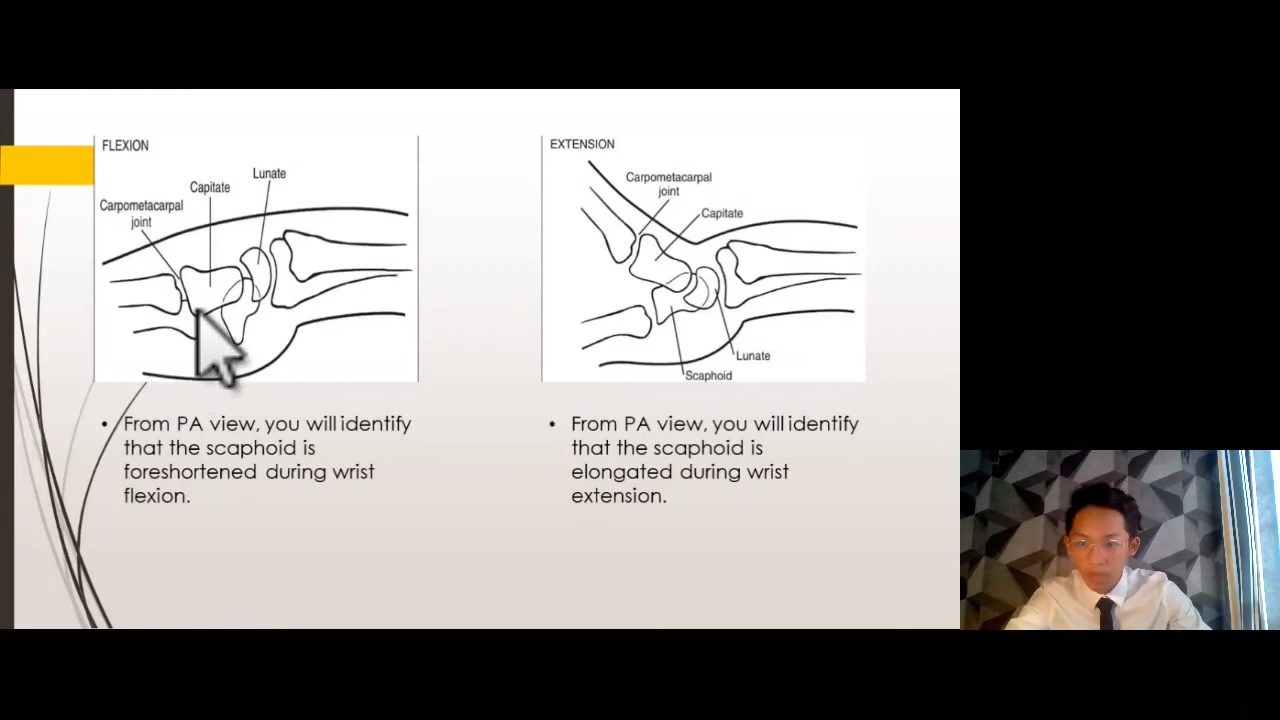 FLEXION
Lunate
Capitate
Carpometacarpal
joint
• From PA view, you will identify
that the scaphoid is
foreshortened during wrist
flexion.
EXTENSION
Carpometacarpal
joint
Capitate
Lunate
Scaphoid
• From PA view, you will identify
that the scaphoid is
elongated during wrist
extension.